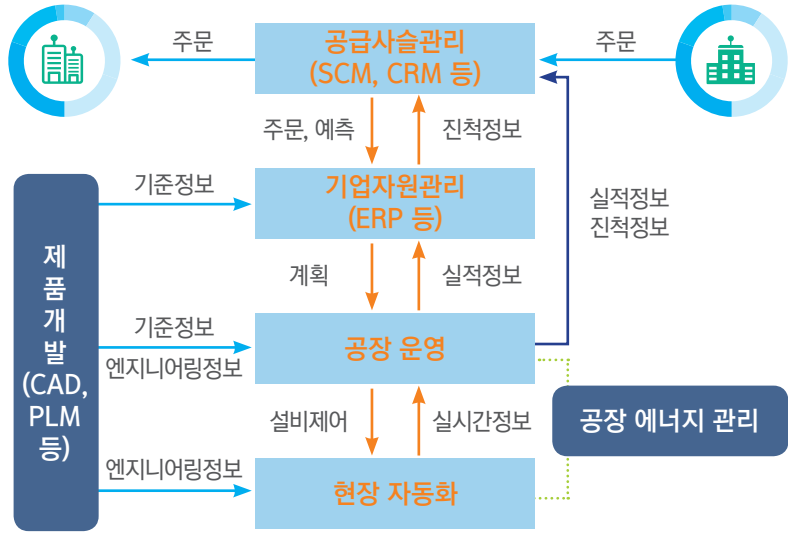 주문
공급사슬관리
(SCM, CRM 등)
주문
주문, 예측
진척정보
기준정보
기업자원관리
(ERP 등)
실적정보
진척정보
제
품
개
발
(CAD,
PLM
등)
계획
실적정보
기준정보
엔지니어링정보
공장 운영
설비제어
실시간정보
공장 에너지 관리
엔지니어링정보
현장 자동화